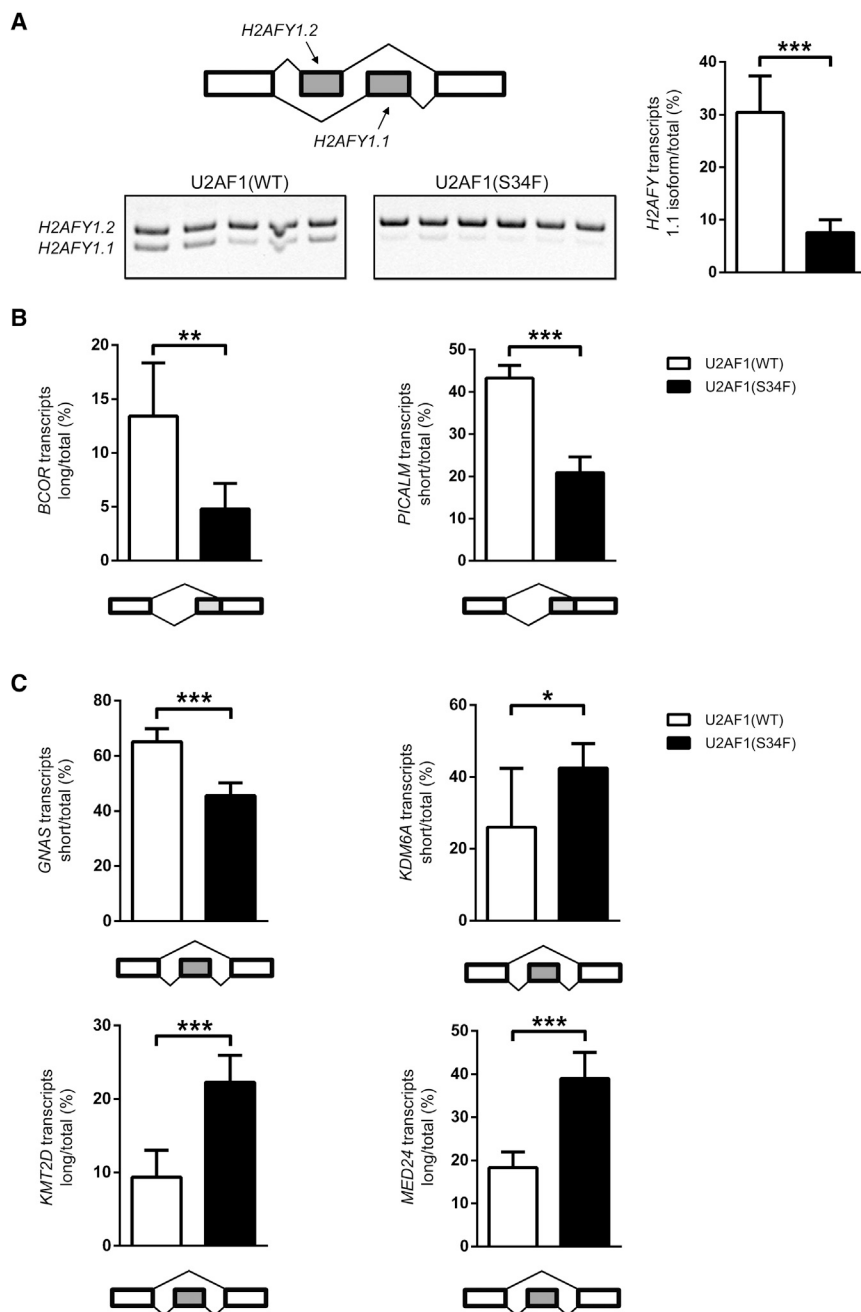 A
H2AFY1.2
H2AFY1.1
U2AF1(WT)
U2AF1(S34F)
H2AFY1.2
H2AFY1.1
H2AFY transcripts
1.1 isoform/total (%)
40
30
20
10
0
***
B
BCOR transcripts
long/total (%)
20
15
10
5
0
**
PICALM transcripts
short/total (%)
50
40
30
20
10
0
***
U2AF1(WT)
U2AF1(S34F)
C
GNAS transcripts
short/total (%)
80
60
40
20
0
***
KDM6A transcripts
short/total (%)
60
40
20
0
*
U2AF1(WT)
U2AF1(S34F)
KMT2D transcripts
long/total (%)
30
20
10
0
***
MED24 transcripts
long/total (%)
50
40
30
20
10
0
***